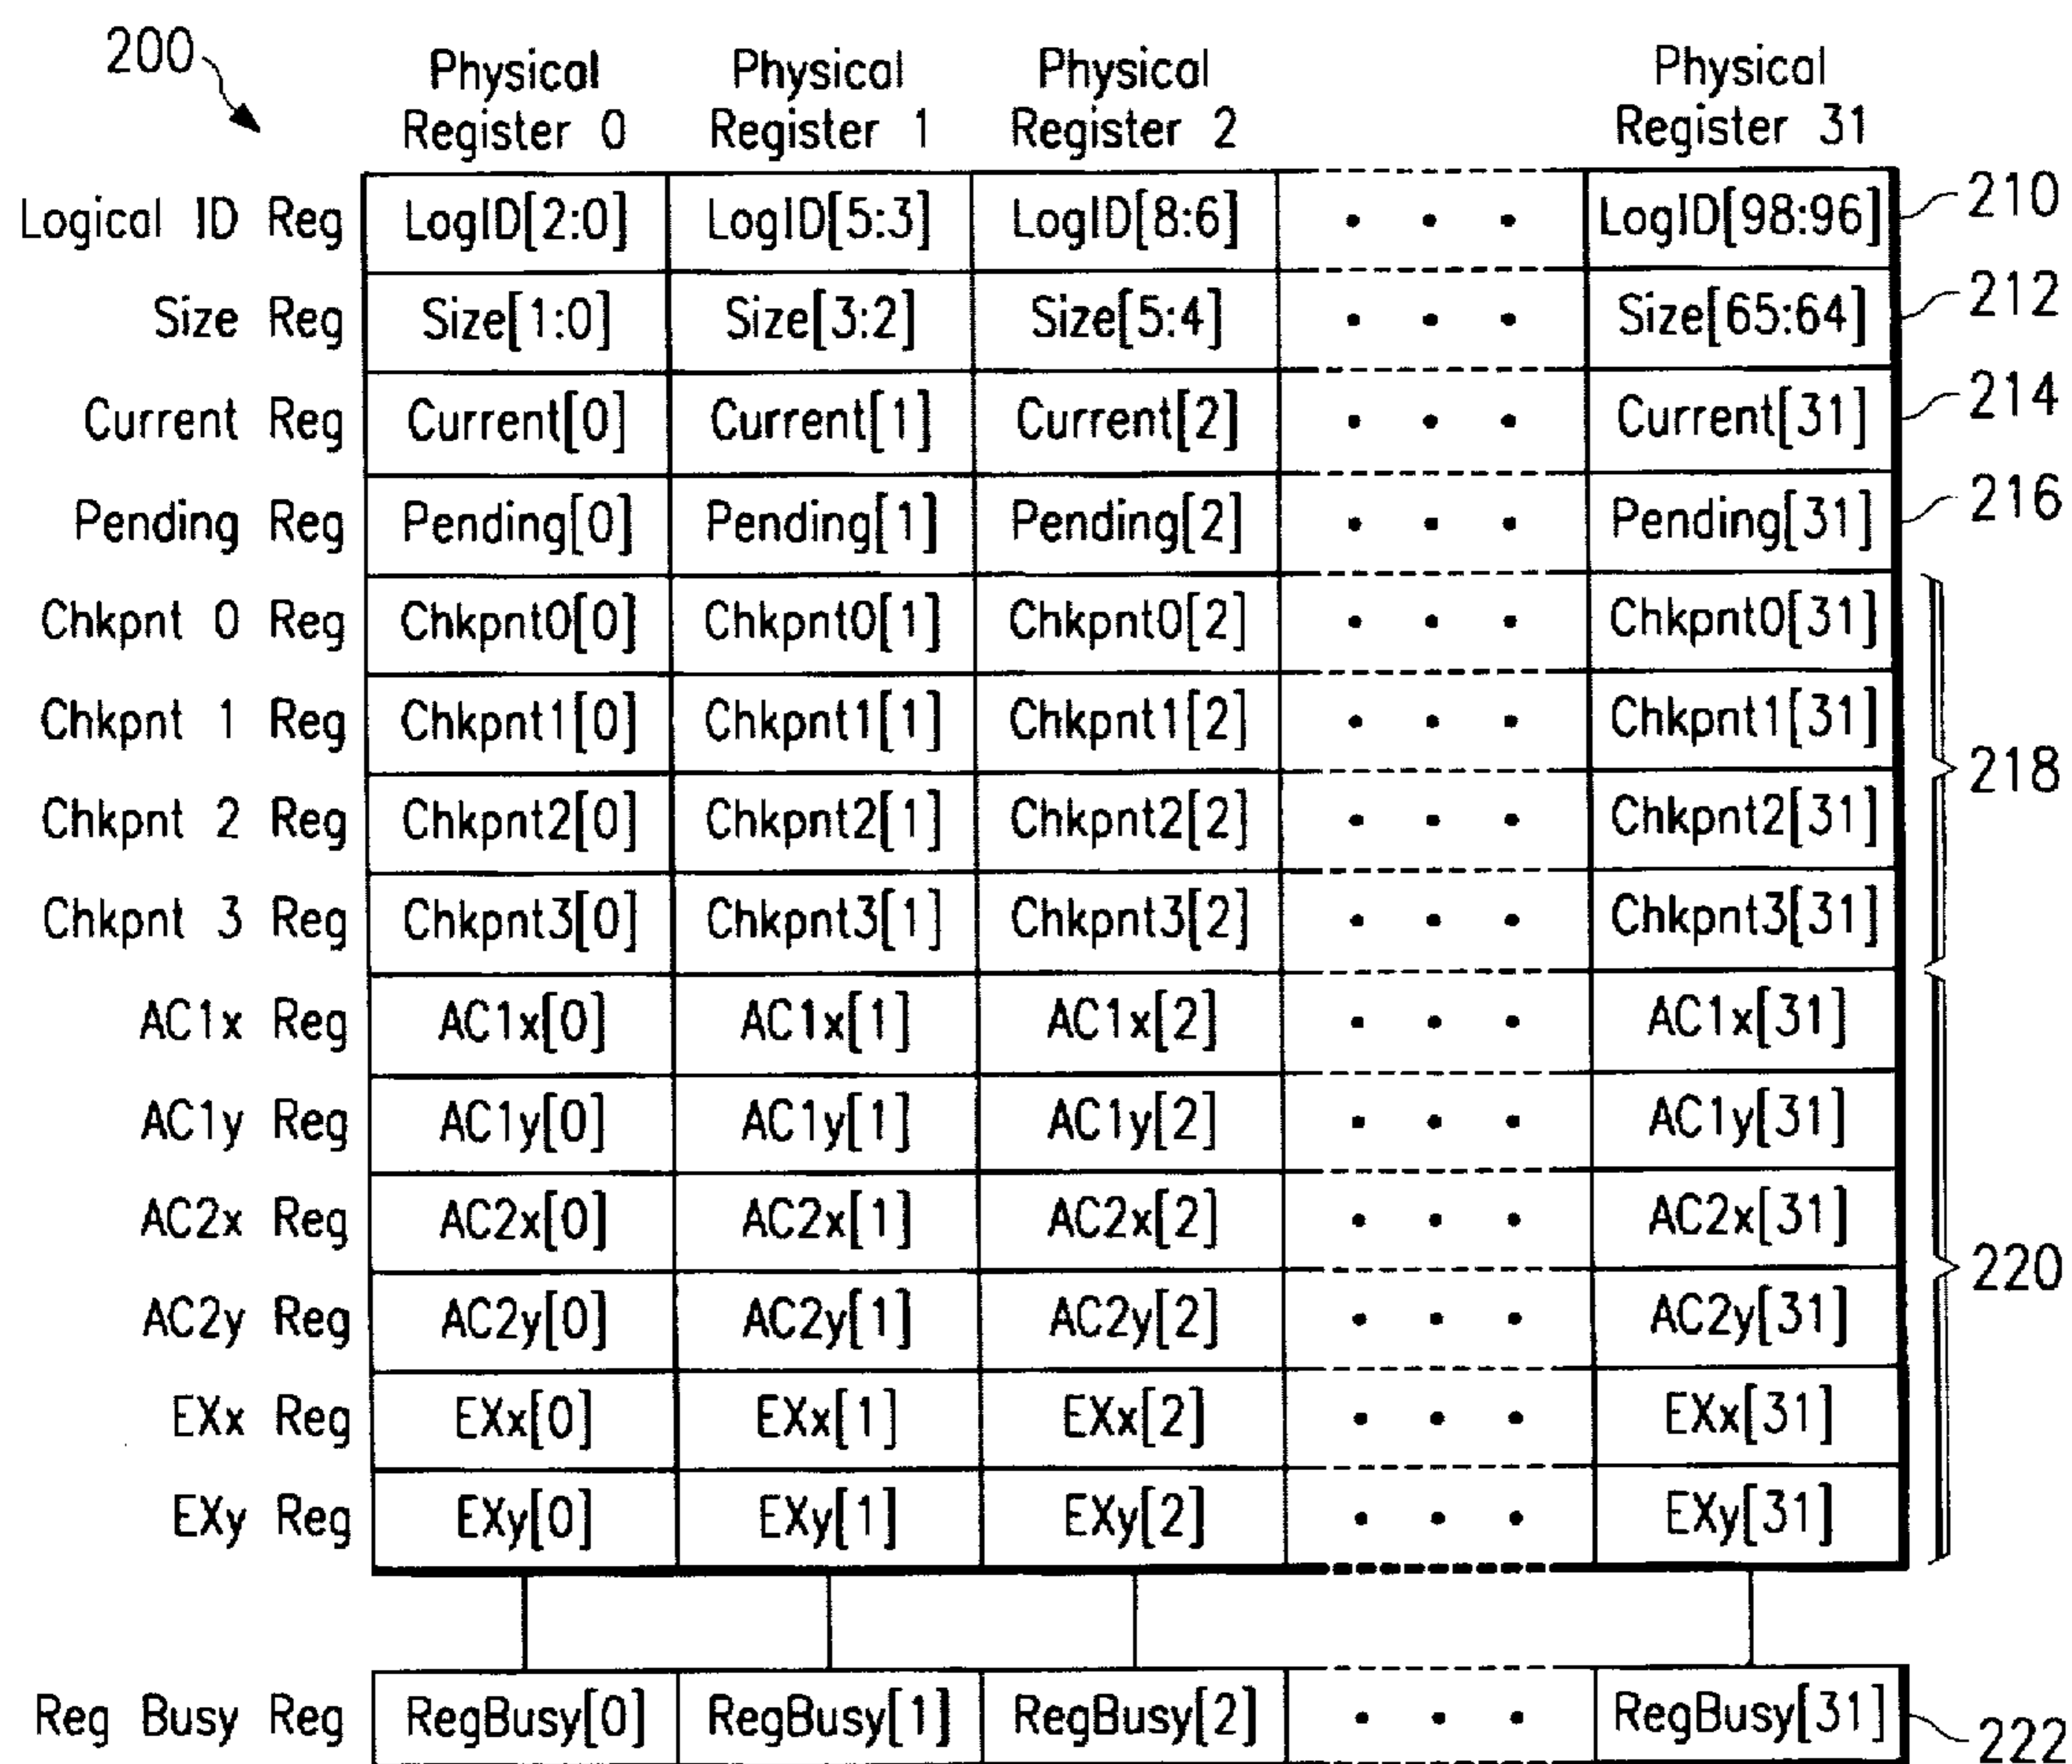 200
Physical Register 0 Physical Register 1 Physical Register 2 Physical Register 31
Logical ID Reg LogID[2:0] LogID[5:3] LogID[8:6] . . . LogID[98:96] 210
Size Reg Size[1:0] Size[3:2] Size[5:4] . . . Size[65:64] 212
Current Reg Current[0] Current[1] Current[2] . . . Current[31] 214
Pending Reg Pending[0] Pending[1] Pending[2] . . . Pending[31] 216
Chkpnt 0 Reg Chkpnt0[0] Chkpnt0[1] Chkpnt0[2] . . . Chkpnt0[31]
Chkpnt 1 Reg Chkpnt1[0] Chkpnt1[1] Chkpnt1[2] . . . Chkpnt1[31]
218
Chkpnt 2 Reg Chkpnt2[0] Chkpnt2[1] Chkpnt2[2] . . . Chkpnt2[31]
Chkpnt 3 Reg Chkpnt3[0] Chkpnt3[1] Chkpnt3[2] . . . Chkpnt3[31]
AC1x Reg AC1x[0] AC1x[1] AC1x[2] . . . AC1x[31]
AC1y Reg AC1y[0] AC1y[1] AC1y[2] . . . AC1y[31]
AC2x Reg AC2x[0] AC2x[1] AC2x[2] . . . AC2x[31]
220
AC2y Reg AC2y[0] AC2y[1] AC2y[2] . . . AC2y[31]
EXx Reg EXx[0] EXx[1] EXx[2] . . . EXx[31]
EXy Reg EXy[0] EXy[1] EXy[2] . . . EXy[31]
Reg Busy Reg RegBusy[0] RegBusy[1] RegBusy[2] . . . RegBusy[31] 222